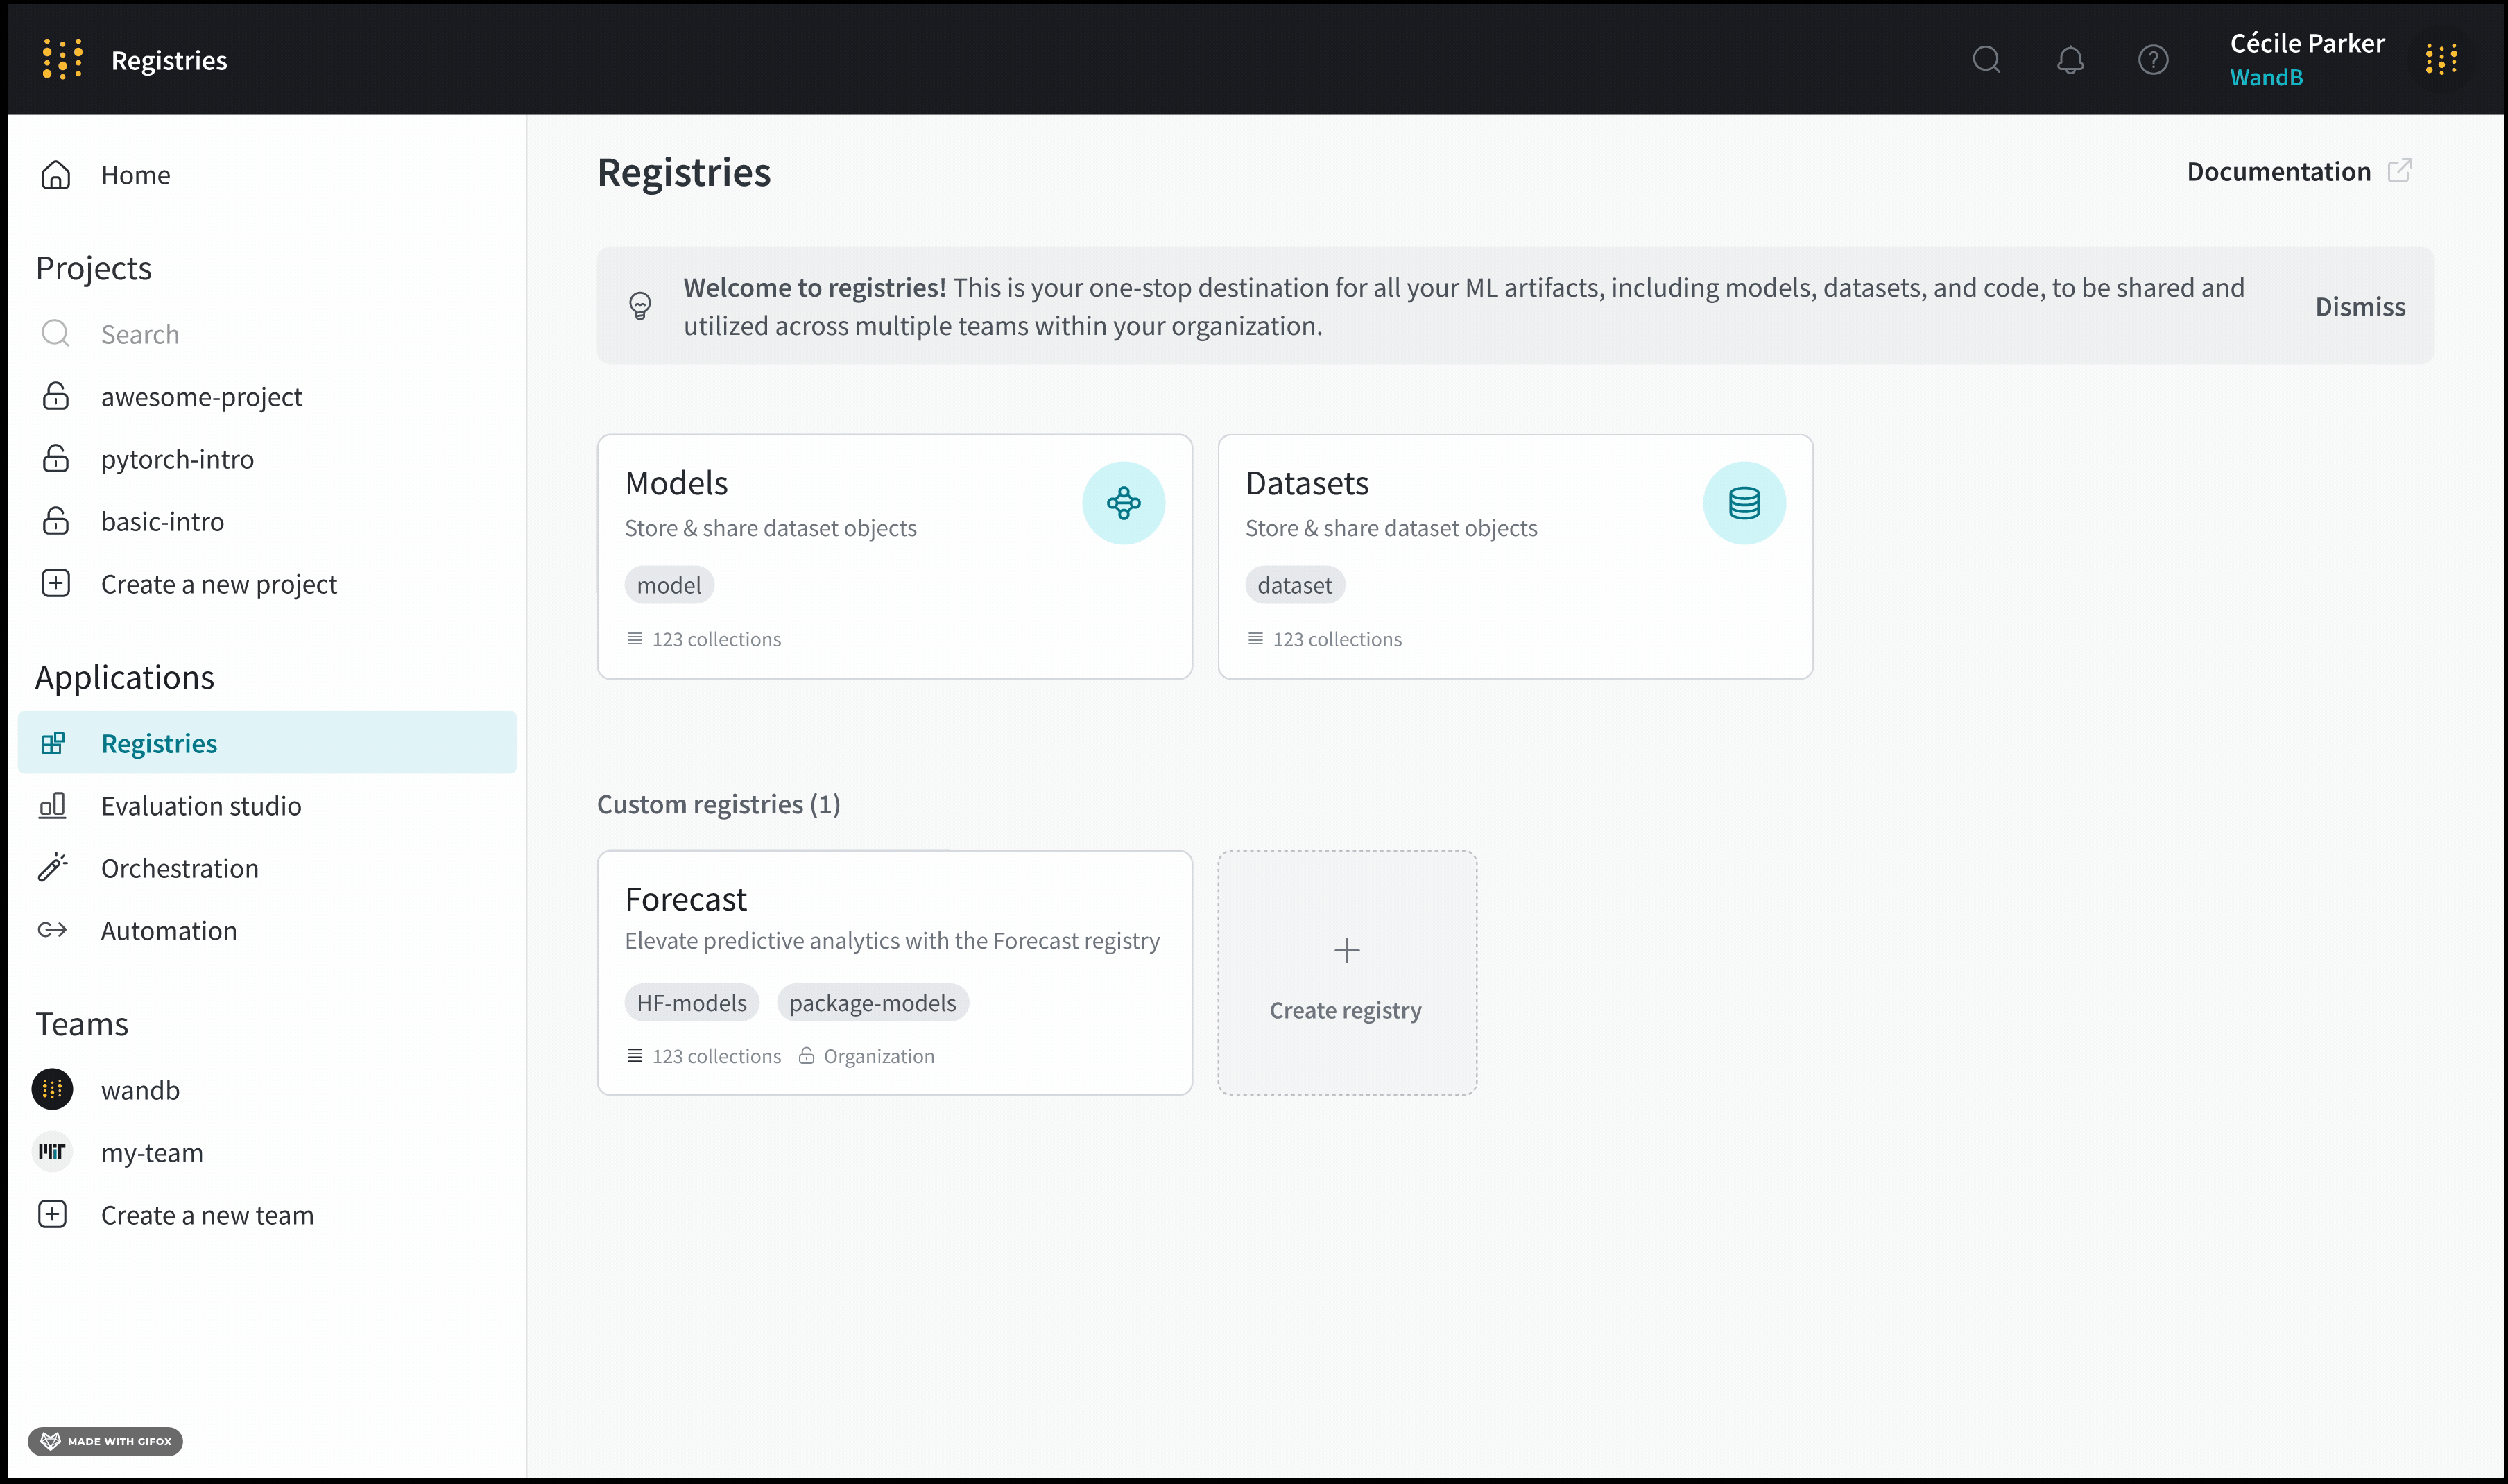 Registries
Cécile Parker
WandB
Home
Projects
Search
awesome-project
pytorch-intro
basic-intro
Create a new project
Applications
Registries
Evaluation studio
Orchestration
Automation
Teams
wandb
my-team
Create a new team
MADE WITH GIFOX
Registries
Documentation
Welcome to registries! This is your one-stop destination for all your ML artifacts, including models, datasets, and code, to be shared and
utilized across multiple teams within your organization.
Dismiss
Models
Store & share dataset objects
model
123 collections
Datasets
Store & share dataset objects
dataset
123 collections
Custom registries (1)
Forecast
Elevate predictive analytics with the Forecast registry
HF-models package-models
123 collections Organization
Create registry